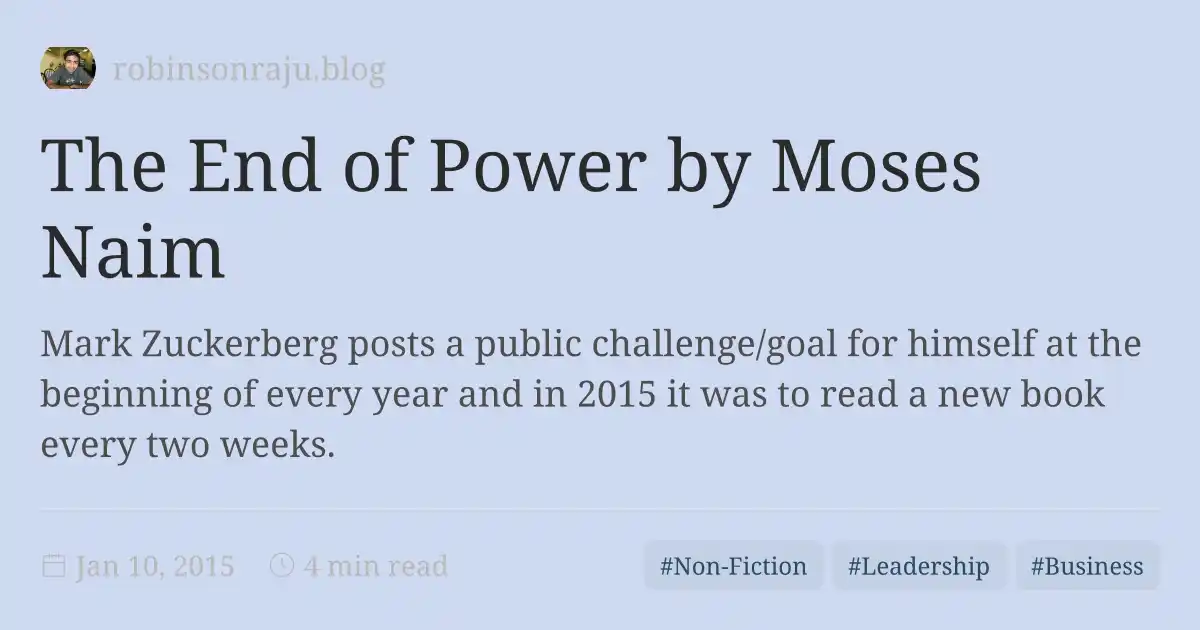 robinsonraju.blog
The End of Power by Moses
Naim
Mark Zuckerberg posts a public challenge/goal for himself at the
beginning of every year and in 2015 it was to read a new book
every two weeks.
Jan 10, 2015 4 min read #Non-Fiction #Leadership #Business